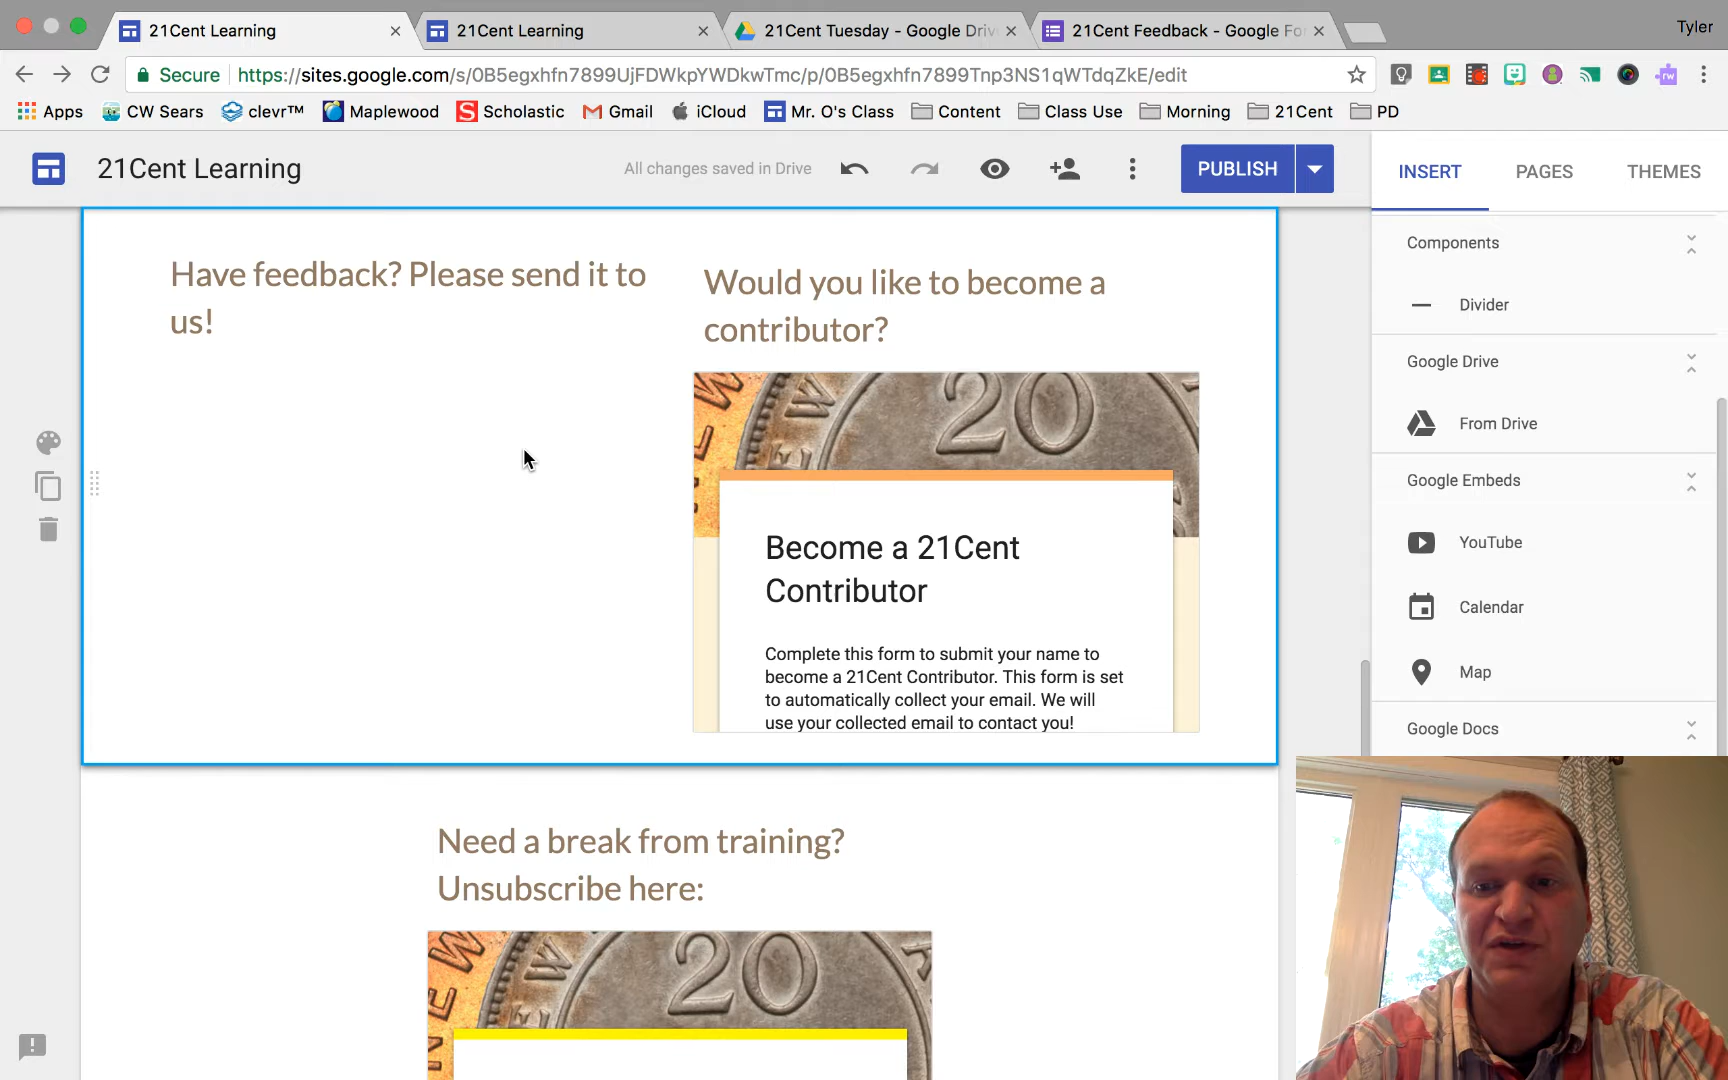 21Cent Learning
21Cent Learning
21Cent Tuesday - Google Driv
21Cent Feedback - Google Fo
Tyler
Secure
https://sites.google.com/s/0B5egxhfn7899UjFDWkpYWDkwTmc/p/0B5egxhfn7899Tnp3NS1qWTdqZkE/edit
Apps
CW Sears
clevr™
Maplewood
Scholastic
Gmail
iCloud
Mr. O's Class
Content
Class Use
Morning
21Cent
PD
21Cent Learning
All changes saved in Drive
PUBLISH
INSERT
PAGES
THEMES
Have feedback? Please send it to
us!
Would you like to become a
contributor?
20
Become a 21Cent
Contributor
Complete this form to submit your name to
become a 21Cent Contributor. This form is set
to automatically collect your email. We will
use your collected email to contact you!
Need a break from training?
Unsubscribe here:
20
Components
Divider
Google Drive
From Drive
Google Embeds
YouTube
Calendar
Map
Google Docs